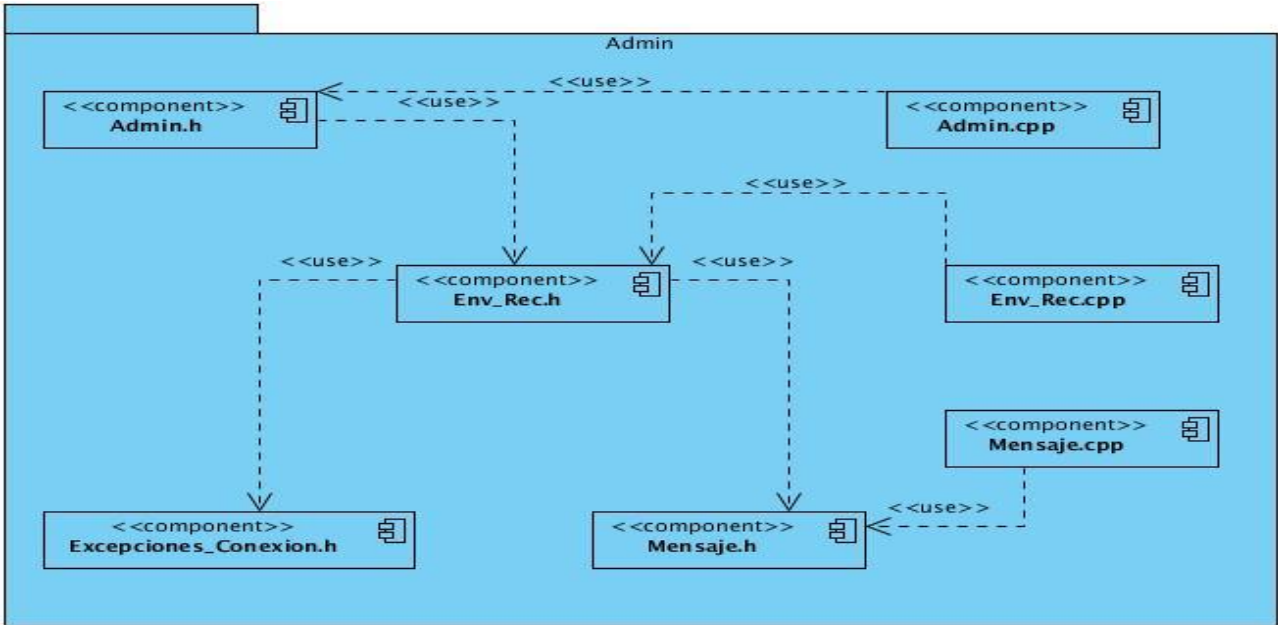 Admin
<<use>>
<<component>>
Admin.h
<<use>>
<<component>>
Admin.cpp
<<use>>
<<use>>
<<component>>
Env_Rec.h
<<use>>
<<component>>
Env_Rec.cpp
<<component>>
Mensaje.cpp
<<use>>
<<component>>
Excepciones_Conexion.h
<<component>>
Mensaje.h